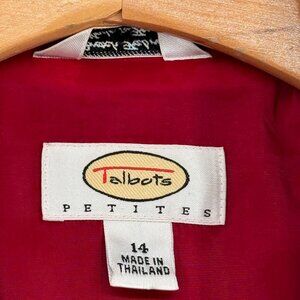 Talbots
PETITES
14
MADE IN
THAILAND